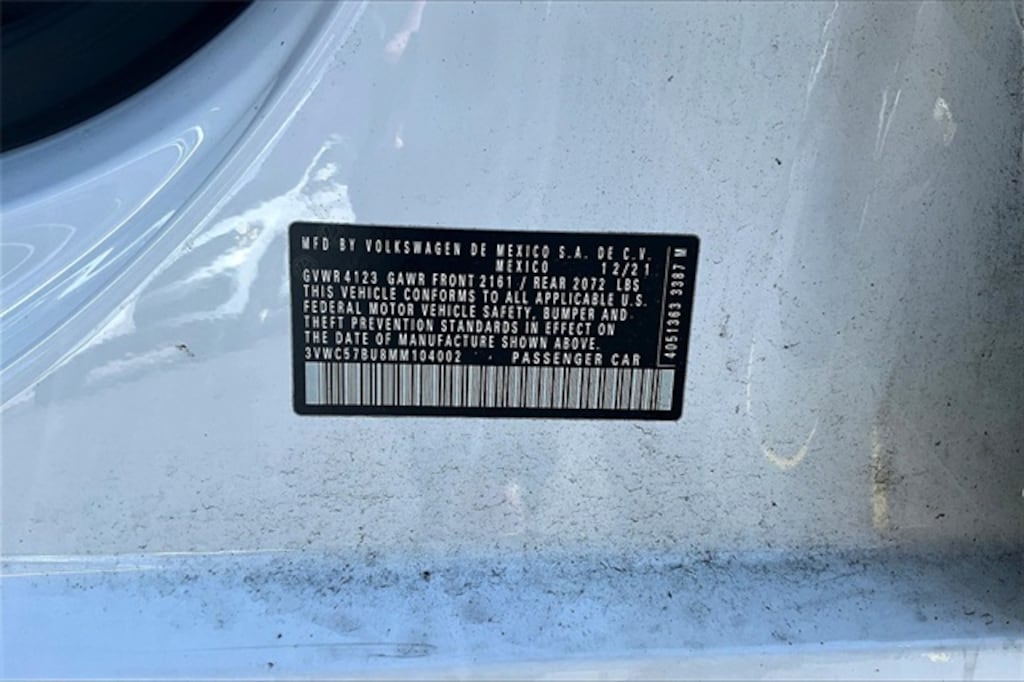 MFD BY VOLKSWAGEN DE MEXICO S.A. DE C.V.
MEXICO 12/21
GVWR 4123 GAWR FRONT 2161 / REAR 2072 LBS
THIS VEHICLE CONFORMS TO ALL APPLICABLE U.S.
FEDERAL MOTOR VEHICLE SAFETY, BUMPER AND
THEFT PREVENTION STANDARDS IN EFFECT ON
THE DATE OF MANUFACTURE SHOWN ABOVE.
3VWC57BU8MM104002 PASSENGER CAR
4051363 3387 M